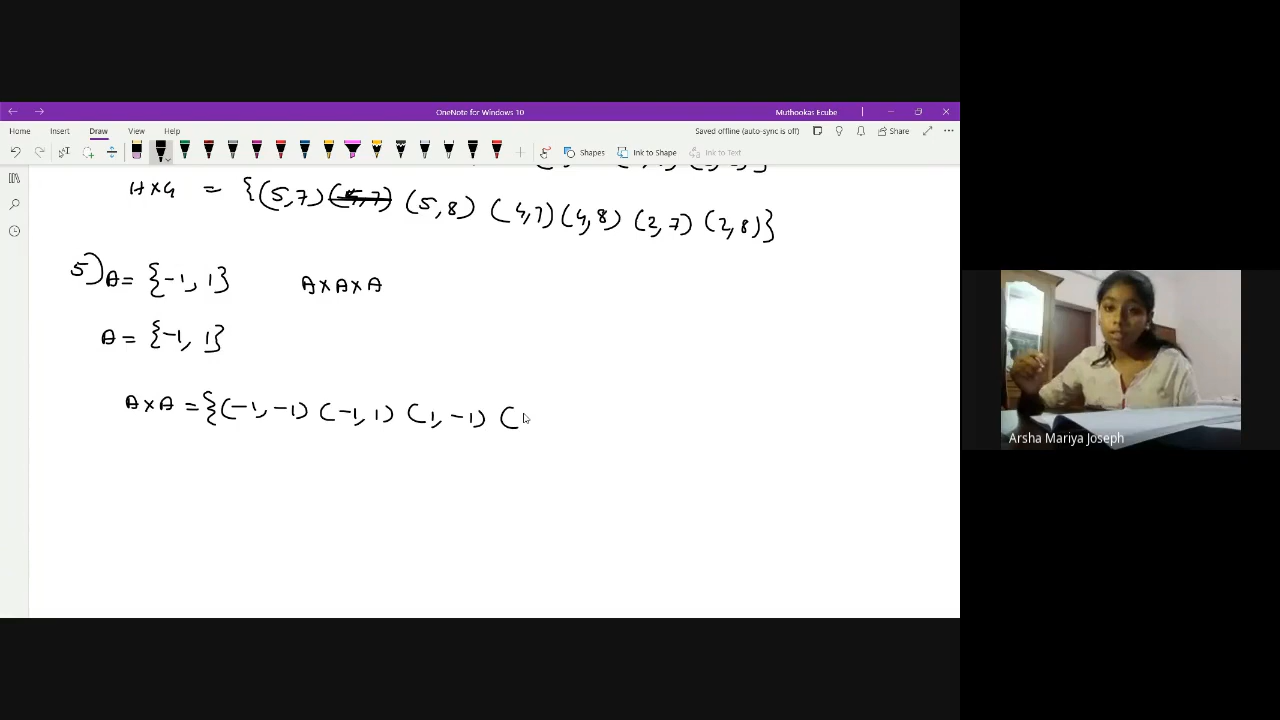 OneNote for Windows 10
Muthookas Ecube
Home Insert Draw View Help
Saved offline (auto-sync is off) Share
Shapes Ink to Shape Ink to Text
H×G = {(5,7) (5,8) (4,7) (4,8) (2,7) (2,8)}
5) A = {-1, 1} A×A×A
A = {-1, 1}
A×A = {(-1, -1) (-1, 1) (1, -1) (
Arsha Mariya Joseph